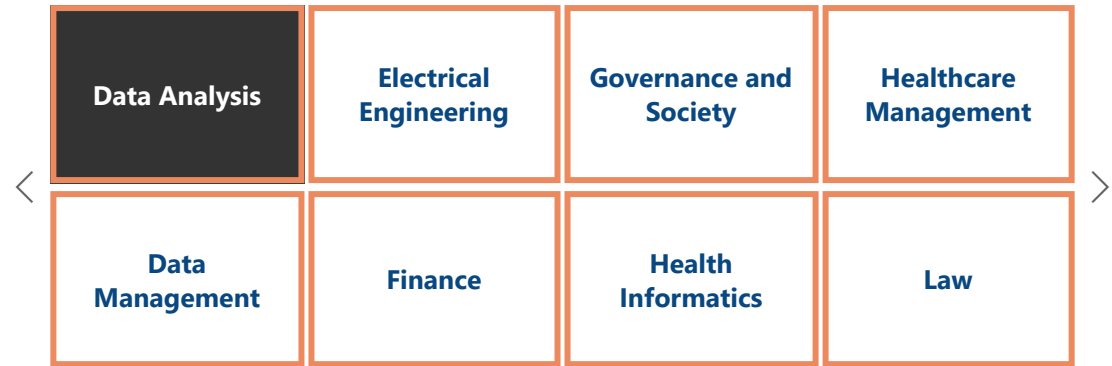 Data Analysis
Electrical
Engineering
Governance and
Society
Healthcare
Management
Data
Management
Finance
Health
Informatics
Law